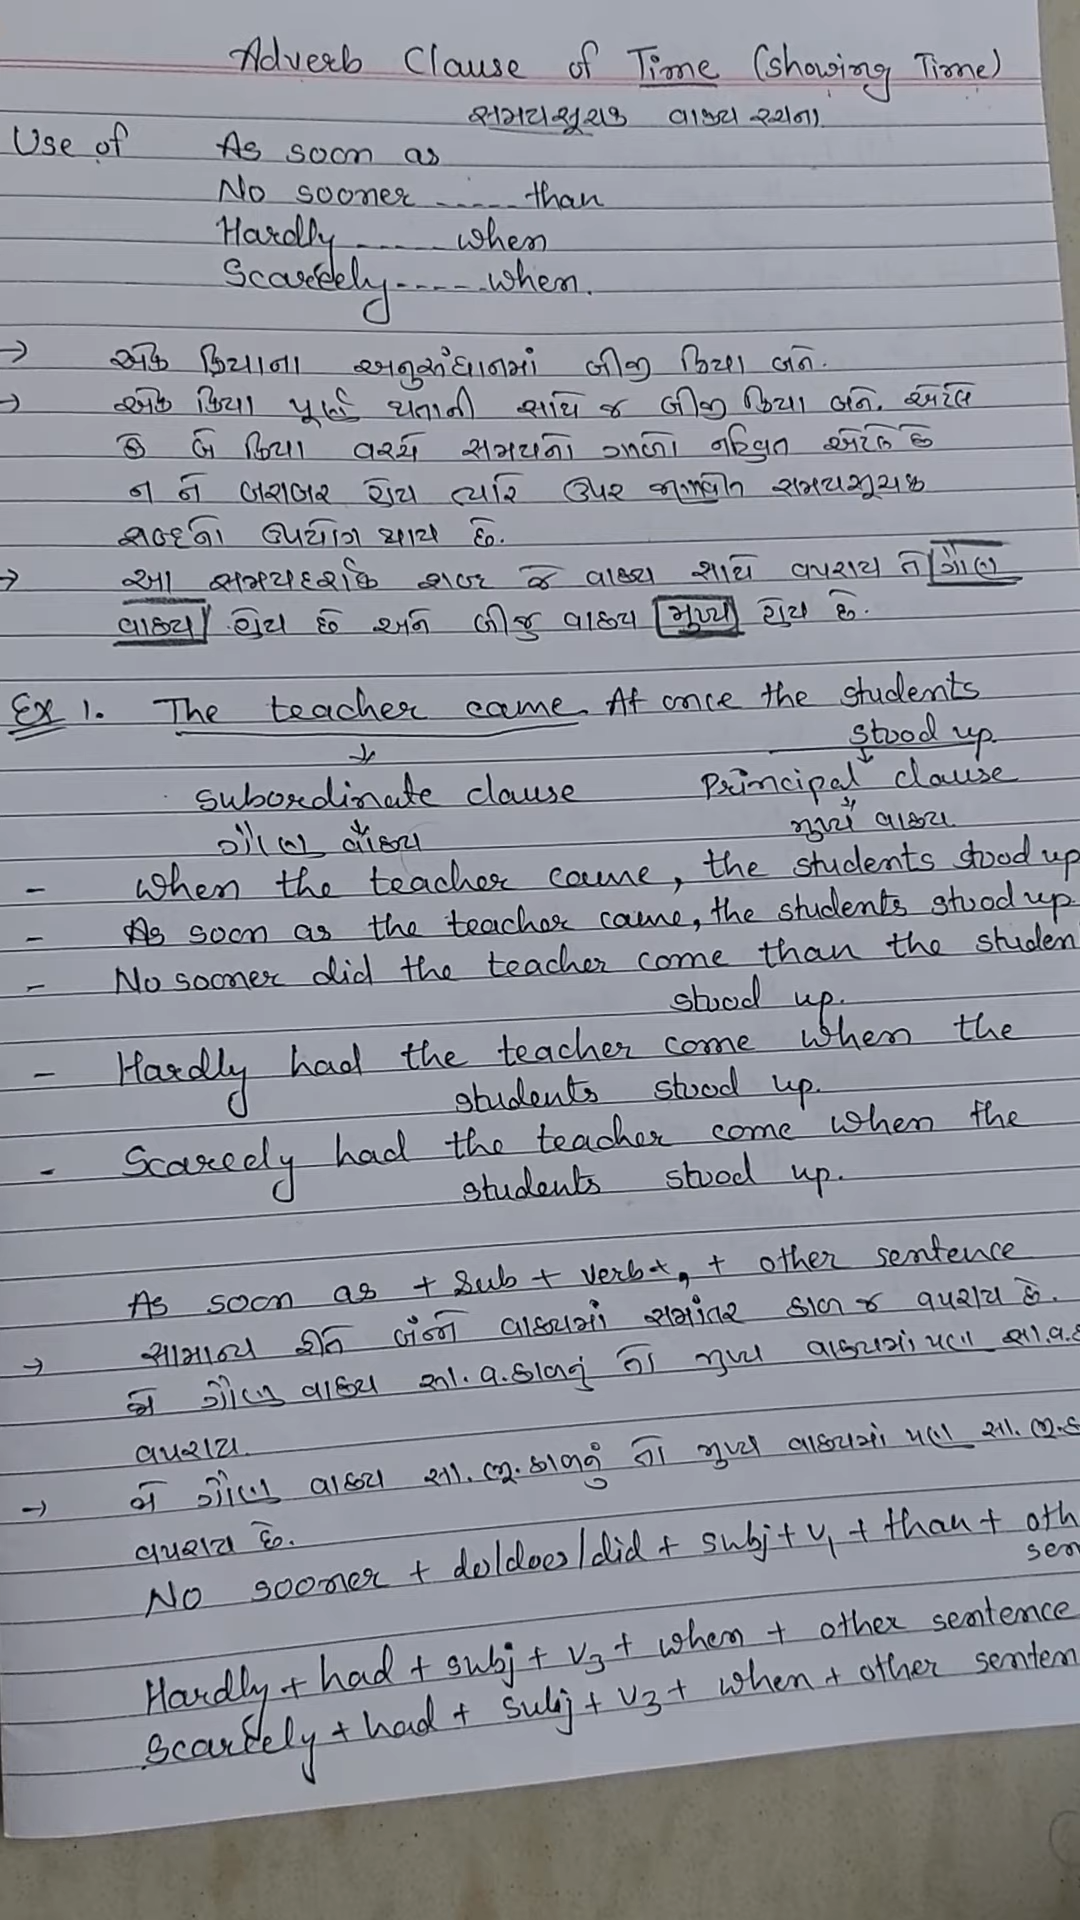 Adverb Clause of Time (showing Time)
સમયસૂચક વાક્ય રચના
Use of As soon as
No sooner ..... than
Hardly ..... when
Scarcely ..... when.
→ એક ક્રિયાના અનુસંધાનમાં બીજી ક્રિયા બને.
→ એક ક્રિયા પૂર્ણ થતાની સાથે જ બીજી ક્રિયા બને. એટલે
કે બે ક્રિયા વચ્ચે સમયનો ગાળો નહિવત એટલે કે
ન ને બરાબર હોય ત્યારે ઉપર મુજબ સમયસૂચક
શબ્દનો ઉપયોગ થાય છે.
→ આ સમયદર્શક શબ્દ જે વાક્ય સાથે વપરાય તે ગૌણ
વાક્ય હોય છે અને બીજુ વાક્ય મુખ્ય હોય છે.
Ex 1. The teacher came. At once the students
stood up.
↓ ↓
Subordinate clause Principal clause
ગૌણ વાક્ય મુખ્ય વાક્ય
- When the teacher came, the students stood up
- As soon as the teacher came, the students stood up.
- No sooner did the teacher come than the studen
stood up.
- Hardly had the teacher come when the
students stood up.
- Scarcely had the teacher come when the
students stood up.
As soon as + Sub + verb+, + other sentence
→ સામાન્ય રીતે બંન્ને વાક્યમાં સમાંતર કાળ જ વપરાય છે.
જો ગૌણ વાક્ય સા.વ.કાળનું તો મુખ્ય વાક્યમાં પણ સા.વ.ક
વપરાય.
→ જો ગૌણ વાક્ય સા.ભૂ.કાળનું તો મુખ્ય વાક્યમાં પણ સા.ભૂ.ક
વપરાય છે.
No sooner + do/does/did + subj + V1 + than + oth
sen
Hardly + had + subj + V3 + when + other sentence
Scarcely + had + subj + V3 + when + other senten